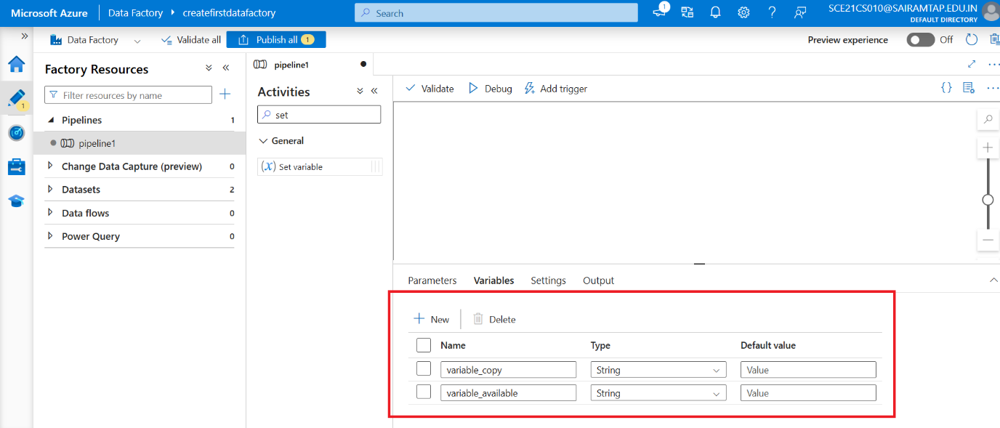 Microsoft Azure
Data Factory
createfirstdatafactory
Search
1
SCE21CS010@SAIRAMTAP.EDU.IN
DEFAULT DIRECTORY
Data Factory
Validate all
Publish all 1
Preview experience
Off
1
Factory Resources
Filter resources by name
Pipelines 1
pipeline1
Change Data Capture (preview) 0
Datasets 2
Data flows 0
Power Query 0
pipeline1
Activities
set
General
(x) Set variable
Validate
Debug
Add trigger
{}
Parameters
Variables
Settings
Output
New
Delete
Name Type Default value
variable_copy String Value
variable_available String Value